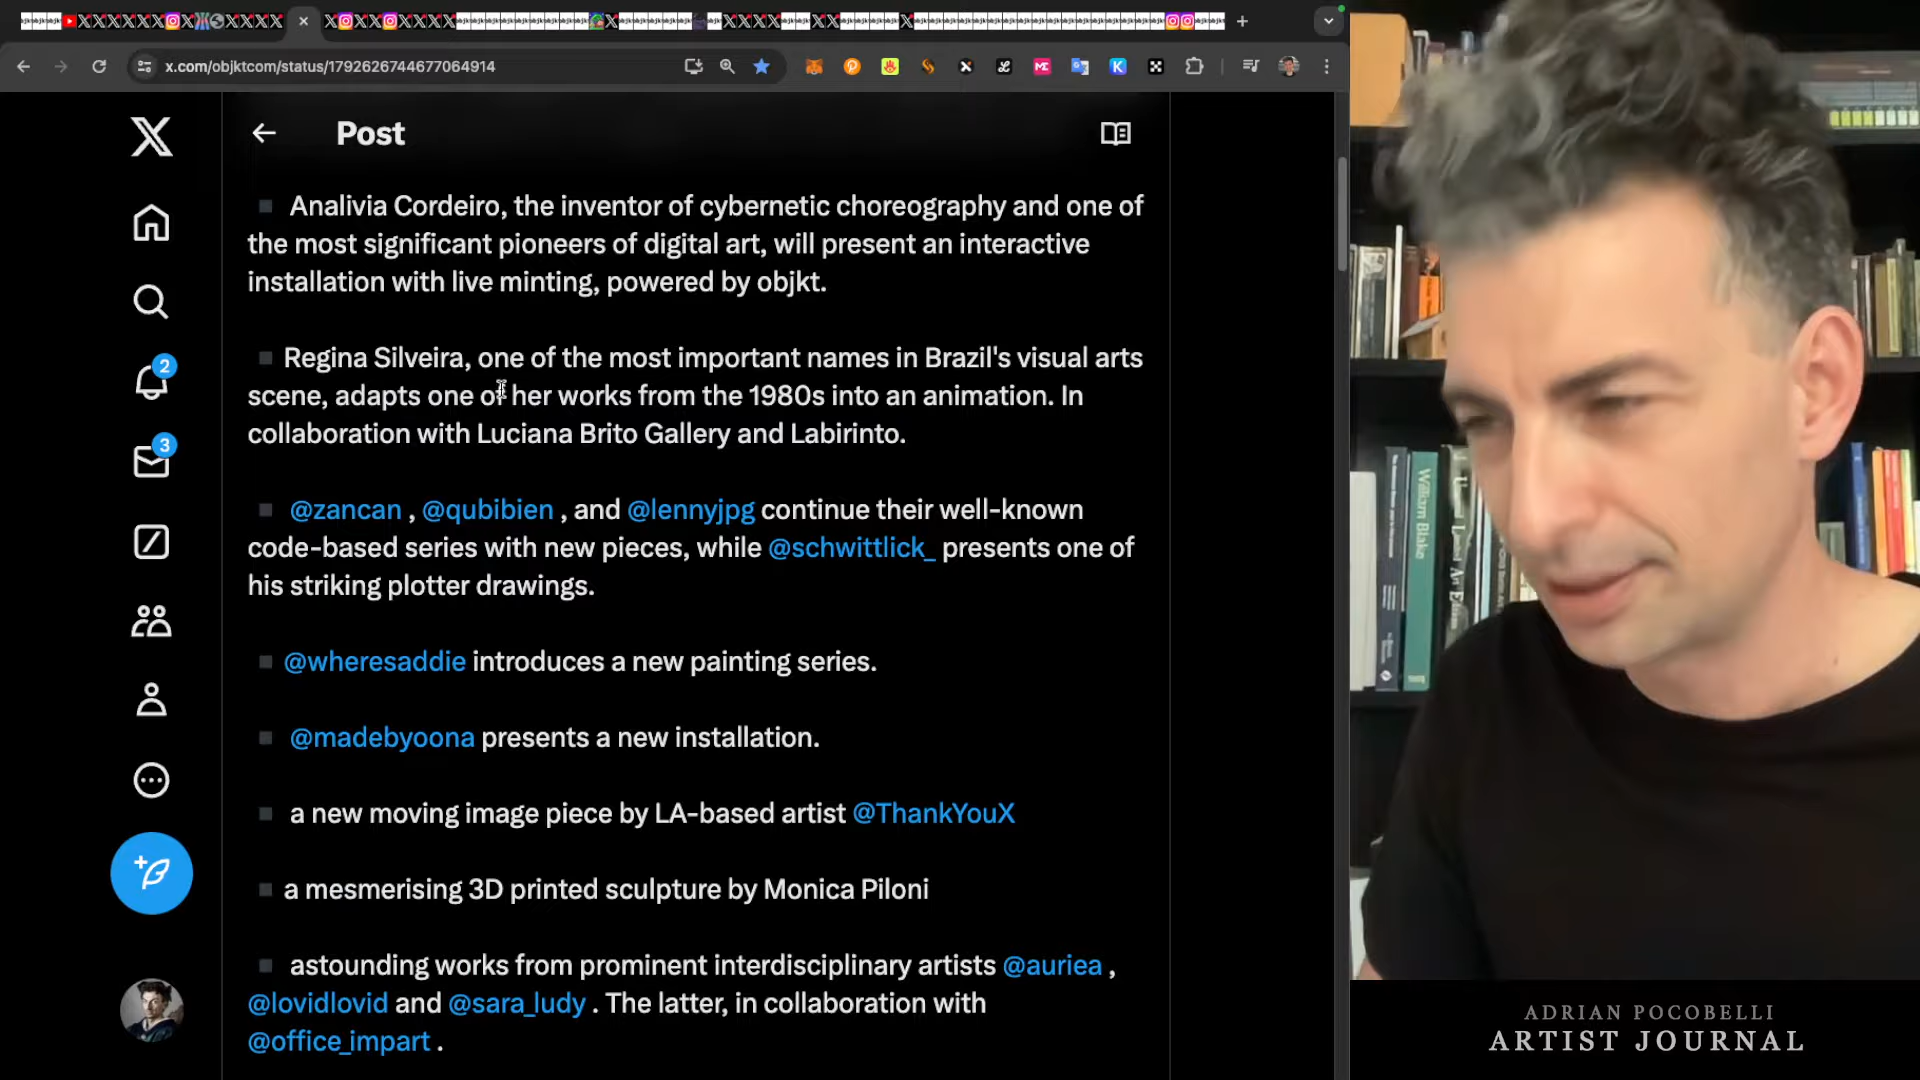 x.com/objktcom/status/1792626744677064914
Post
Analivia Cordeiro, the inventor of cybernetic choreography and one of
the most significant pioneers of digital art, will present an interactive
installation with live minting, powered by objkt.
Regina Silveira, one of the most important names in Brazil's visual arts
scene, adapts one of her works from the 1980s into an animation. In
collaboration with Luciana Brito Gallery and Labirinto.
@zancan , @qubibien , and @lennyjpg continue their well-known
code-based series with new pieces, while @schwittlick_ presents one of
his striking plotter drawings.
@wheresaddie introduces a new painting series.
@madebyoona presents a new installation.
a new moving image piece by LA-based artist @ThankYouX
a mesmerising 3D printed sculpture by Monica Piloni
astounding works from prominent interdisciplinary artists @auriea ,
@lovidlovid and @sara_ludy . The latter, in collaboration with
@office_impart .
2
3
William Blake
ADRIAN POCOBELLI
ARTIST JOURNAL